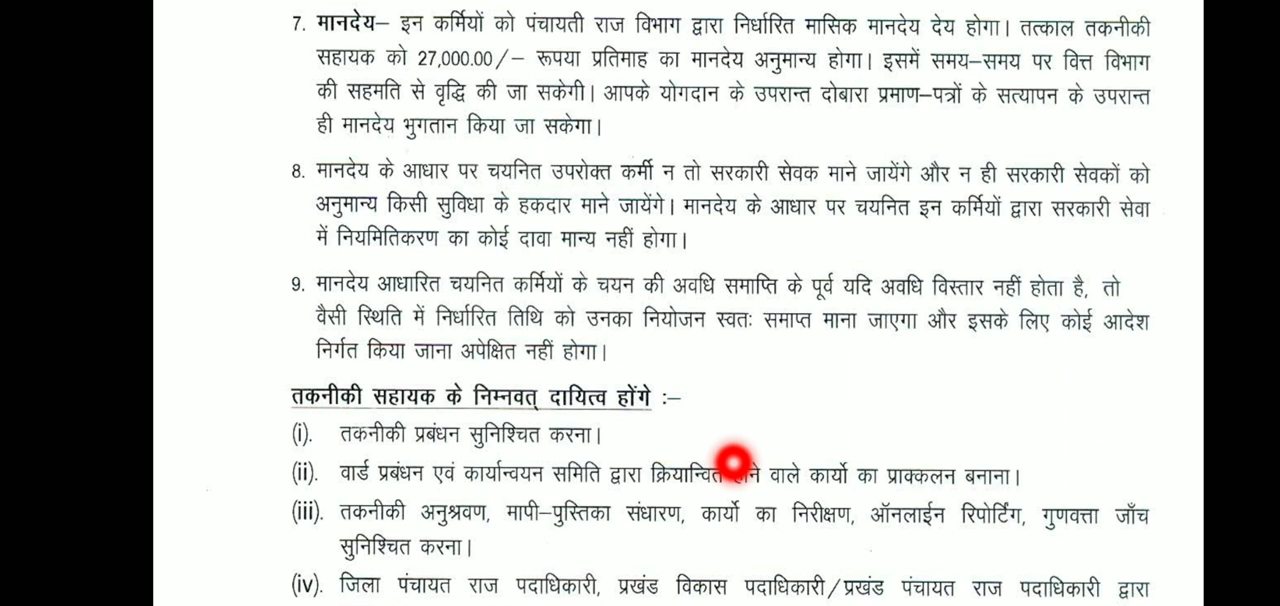 7. मानदेय– इन कर्मियों को पंचायती राज विभाग द्वारा निर्धारित मासिक मानदेय देय होगा। तत्काल तकनीकी
सहायक को 27,000.00/– रूपया प्रतिमाह का मानदेय अनुमान्य होगा। इसमें समय–समय पर वित्त विभाग
की सहमति से वृद्धि की जा सकेगी। आपके योगदान के उपरान्त दोबारा प्रमाण–पत्रों के सत्यापन के उपरान्त
ही मानदेय भुगतान किया जा सकेगा।
8. मानदेय के आधार पर चयनित उपरोक्त कर्मी न तो सरकारी सेवक माने जायेंगे और न ही सरकारी सेवकों को
अनुमान्य किसी सुविधा के हकदार माने जायेंगे। मानदेय के आधार पर चयनित इन कर्मियों द्वारा सरकारी सेवा
में नियमितिकरण का कोई दावा मान्य नहीं होगा।
9. मानदेय आधारित चयनित कर्मियों के चयन की अवधि समाप्ति के पूर्व यदि अवधि विस्तार नहीं होता है, तो
वैसी स्थिति में निर्धारित तिथि को उनका नियोजन स्वतः समाप्त माना जाएगा और इसके लिए कोई आदेश
निर्गत किया जाना अपेक्षित नहीं होगा।
तकनीकी सहायक के निम्नवत् दायित्व होंगे :–
(i). तकनीकी प्रबंधन सुनिश्चित करना।
(ii). वार्ड प्रबंधन एवं कार्यान्वयन समिति द्वारा क्रियान्वित वाले कार्यो का प्राक्कलन बनाना।
(iii). तकनीकी अनुश्रवण, मापी–पुस्तिका संधारण, कार्यो का निरीक्षण, ऑनलाईन रिपोर्टिंग, गुणवत्ता जाँच
सुनिश्चित करना।
(iv). जिला पंचायत राज पदाधिकारी, प्रखंड विकास पदाधिकारी/प्रखंड पंचायत राज पदाधिकारी द्वारा